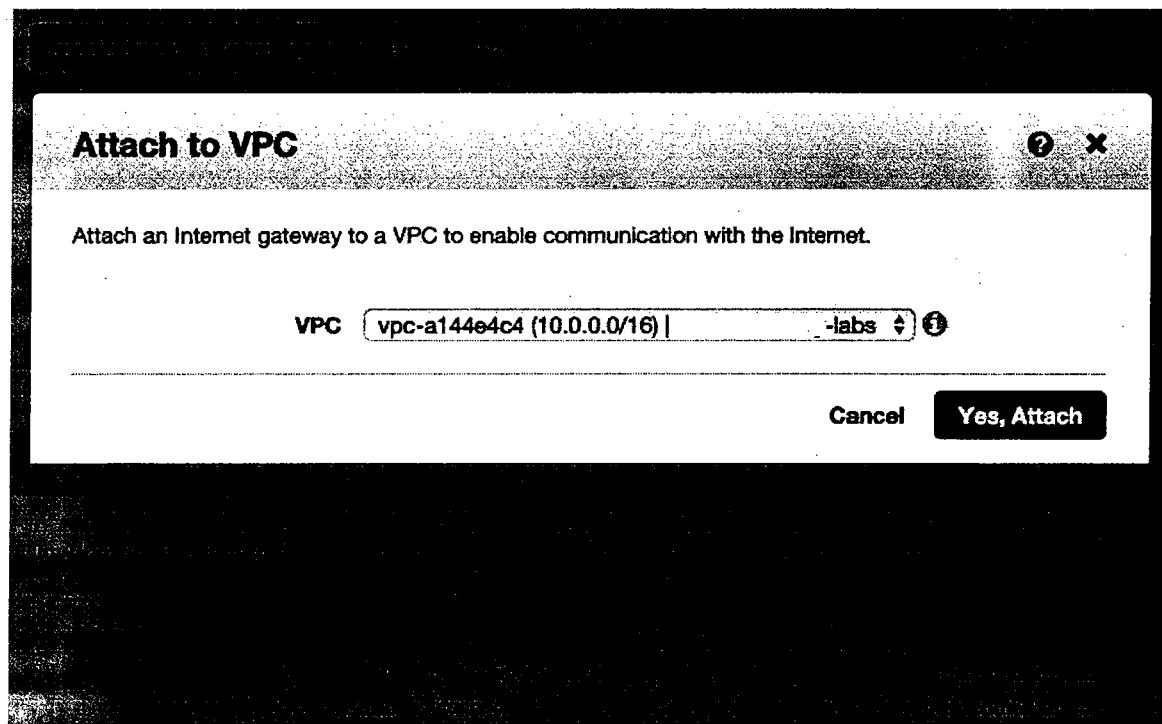 Attach to VPC
Attach an Internet gateway to a VPC to enable communication with the Internet.
VPC vpc-a144e4c4 (10.0.0.0/16) | -labs
Cancel Yes, Attach